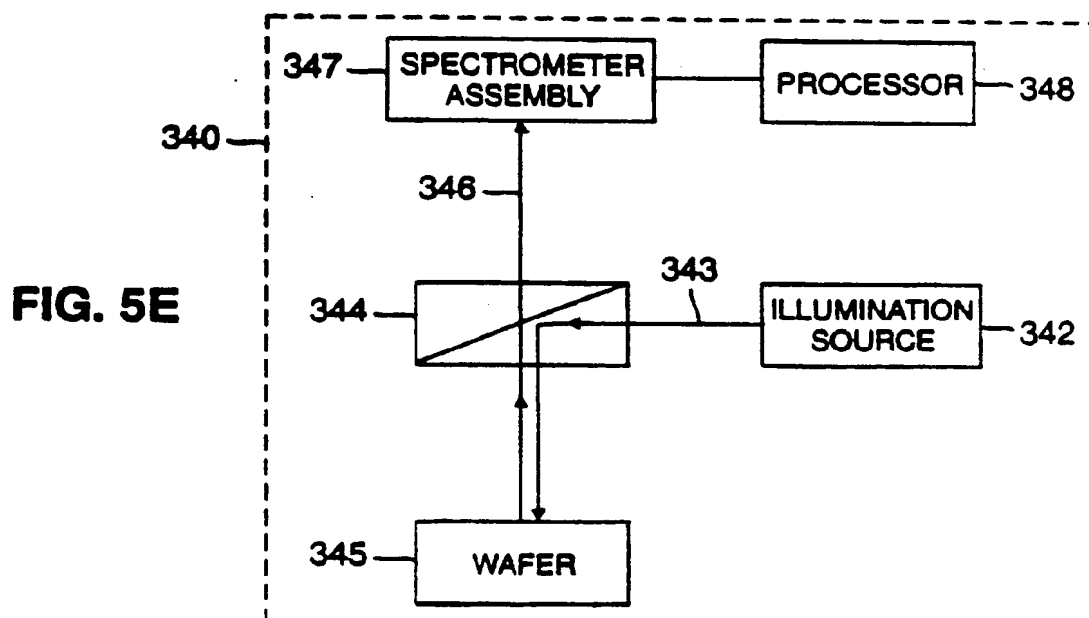 347
SPECTROMETER
ASSEMBLY
PROCESSOR
348
340
346
FIG. 5E
344
343
ILLUMINATION
SOURCE
342
345
WAFER